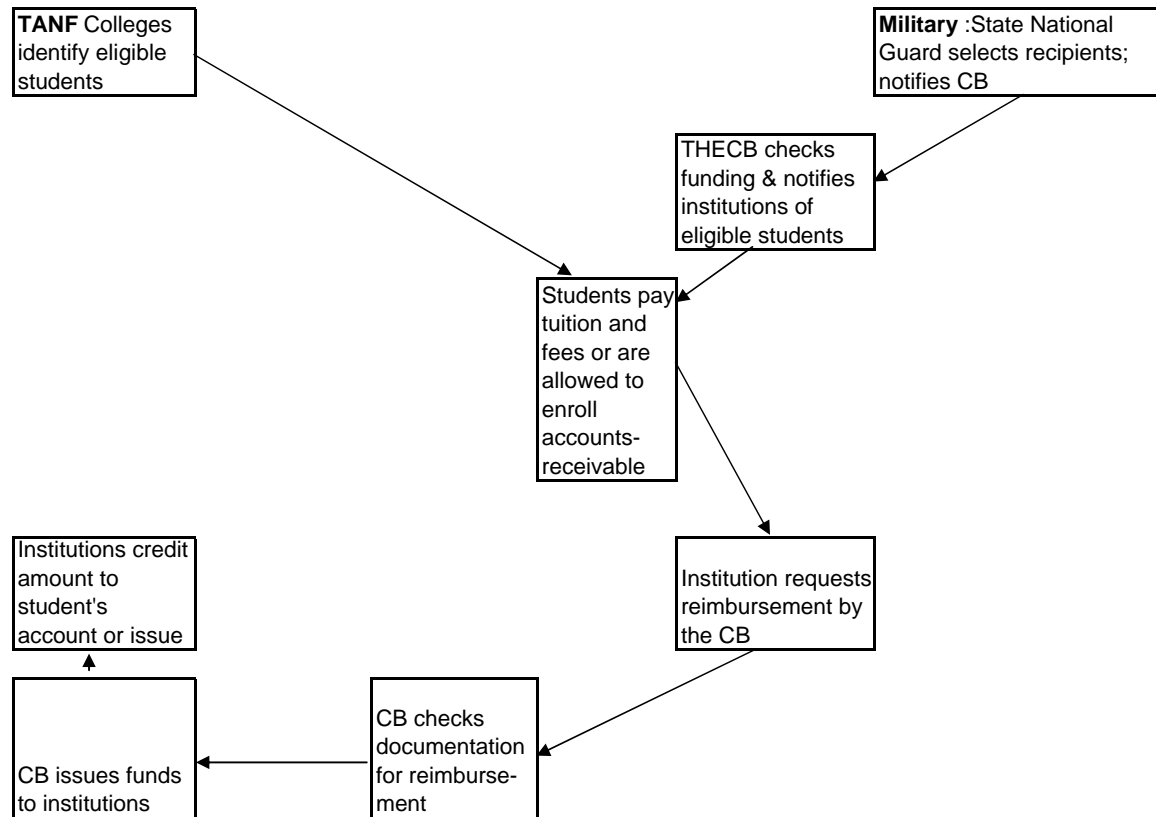 TANF Colleges
identify eligible
students
Military :State National
Guard selects recipients;
notifies CB
THECB checks
funding & notifies
institutions of
eligible students
Students pay
tuition and
fees or are
allowed to
enroll
accounts-
receivable
Institution requests
reimbursement by
the CB
CB checks
documentation
for reimburse-
ment
CB issues funds
to institutions
Institutions credit
amount to
student's
account or issue